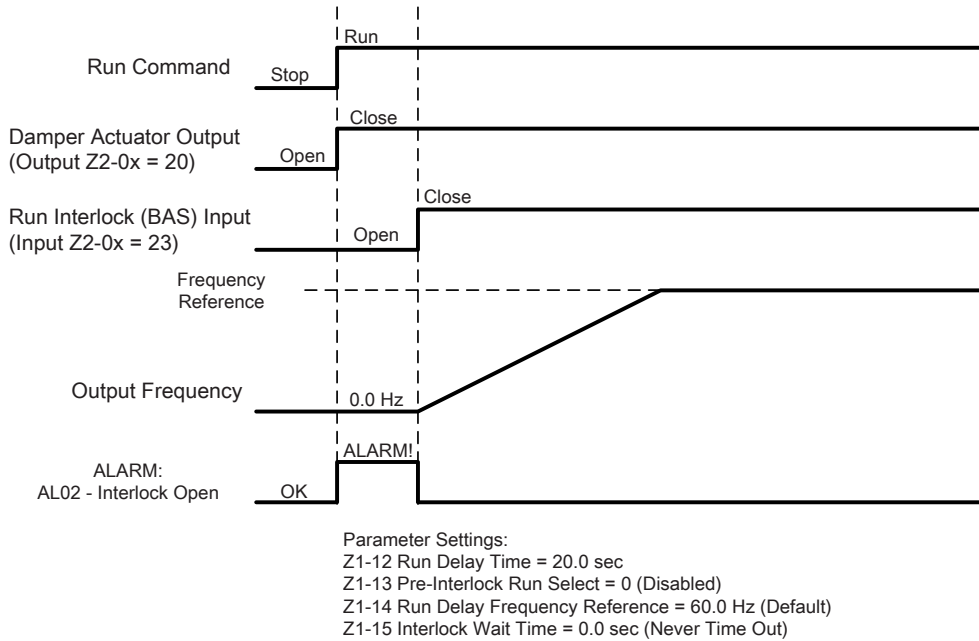 Run
Run Command
Stop
Close
Damper Actuator Output
(Output Z2-0x = 20)
Open
Close
Run Interlock (BAS) Input
(Input Z2-0x = 23)
Open
Frequency
Reference
Output Frequency
0.0 Hz
ALARM!
ALARM:
AL02 - Interlock Open
OK
Parameter Settings:
Z1-12 Run Delay Time = 20.0 sec
Z1-13 Pre-Interlock Run Select = 0 (Disabled)
Z1-14 Run Delay Frequency Reference = 60.0 Hz (Default)
Z1-15 Interlock Wait Time = 0.0 sec (Never Time Out)